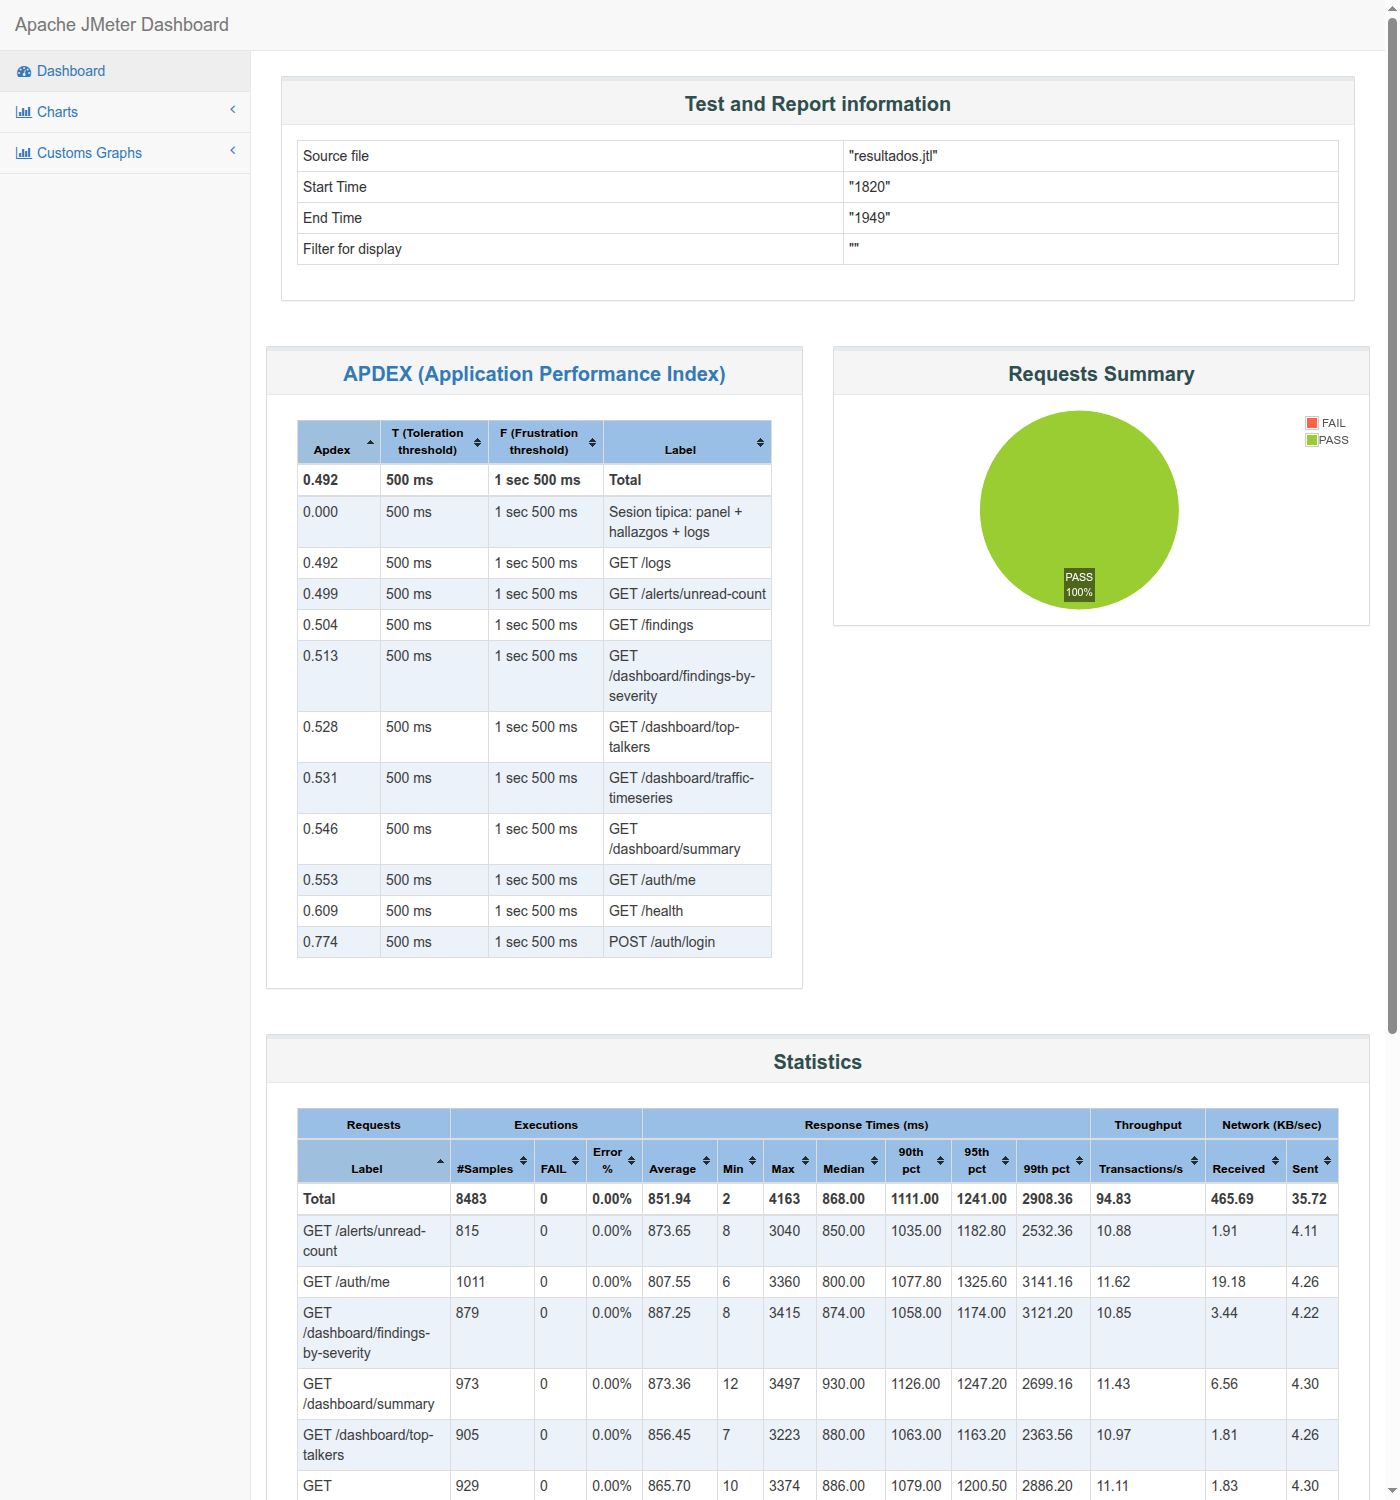 Apache JMeter Dashboard
Dashboard
Charts
Customs Graphs
Test and Report information
Source file "resultados.jtl"
Start Time "1820"
End Time "1949"
Filter for display ""
APDEX (Application Performance Index)
Apdex T (Toleration threshold) F (Frustration threshold) Label
0.492 500 ms 1 sec 500 ms Total
0.000 500 ms 1 sec 500 ms Sesion tipica: panel +
hallazgos + logs
0.492 500 ms 1 sec 500 ms GET /logs
0.499 500 ms 1 sec 500 ms GET /alerts/unread-count
0.504 500 ms 1 sec 500 ms GET /findings
0.513 500 ms 1 sec 500 ms GET
/dashboard/findings-by-
severity
0.528 500 ms 1 sec 500 ms GET /dashboard/top-
talkers
0.531 500 ms 1 sec 500 ms GET /dashboard/traffic-
timeseries
0.546 500 ms 1 sec 500 ms GET
/dashboard/summary
0.553 500 ms 1 sec 500 ms GET /auth/me
0.609 500 ms 1 sec 500 ms GET /health
0.774 500 ms 1 sec 500 ms POST /auth/login
Requests Summary
FAIL
PASS
PASS
100%
Statistics
Requests Executions Response Times (ms) Throughput Network (KB/sec)
Label #Samples FAIL Error % Average Min Max Median 90th pct 95th pct 99th pct Transactions/s Received Sent
Total 8483 0 0.00% 851.94 2 4163 868.00 1111.00 1241.00 2908.36 94.83 465.69 35.72
GET /alerts/unread- 815 0 0.00% 873.65 8 3040 850.00 1035.00 1182.80 2532.36 10.88 1.91 4.11
count
GET /auth/me 1011 0 0.00% 807.55 6 3360 800.00 1077.80 1325.60 3141.16 11.62 19.18 4.26
GET 879 0 0.00% 887.25 8 3415 874.00 1058.00 1174.00 3121.20 10.85 3.44 4.22
/dashboard/findings-
by-severity
GET 973 0 0.00% 873.36 12 3497 930.00 1126.00 1247.20 2699.16 11.43 6.56 4.30
/dashboard/summary
GET /dashboard/top- 905 0 0.00% 856.45 7 3223 880.00 1063.00 1163.20 2363.56 10.97 1.81 4.26
talkers
GET 929 0 0.00% 865.70 10 3374 886.00 1079.00 1200.50 2886.20 11.11 1.83 4.30